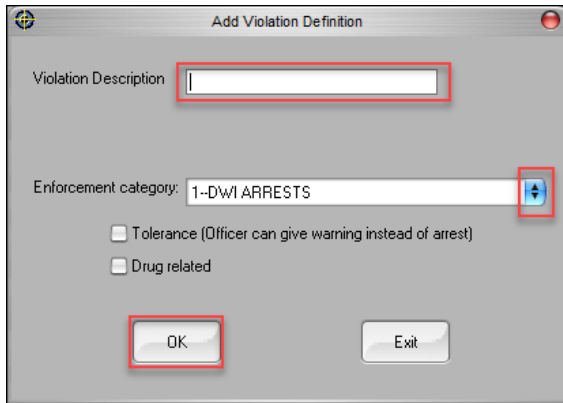 Add Violation Definition
Violation Description
Enforcement category: 1--DWI ARRESTS
Tolerance (Officer can give warning instead of arrest)
Drug related
OK Exit